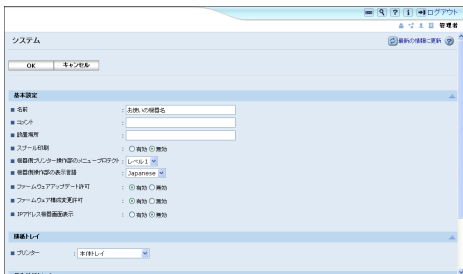 ログアウト
管理者
システム
最新の情報に更新
OK キャンセル
基本設定
名前 : お使いの機器名
コメント :
設置場所 :
スプール印刷 : 有効 無効
機器側プリンター操作部のメニュープロテクト : レベル1
機器側操作部の表示言語 : Japanese
ファームウェアアップデート許可 : 有効 無効
ファームウェア構成変更許可 : 有効 無効
IPアドレス機器画面表示 : 有効 無効
排紙トレイ
プリンター : 本体トレイ